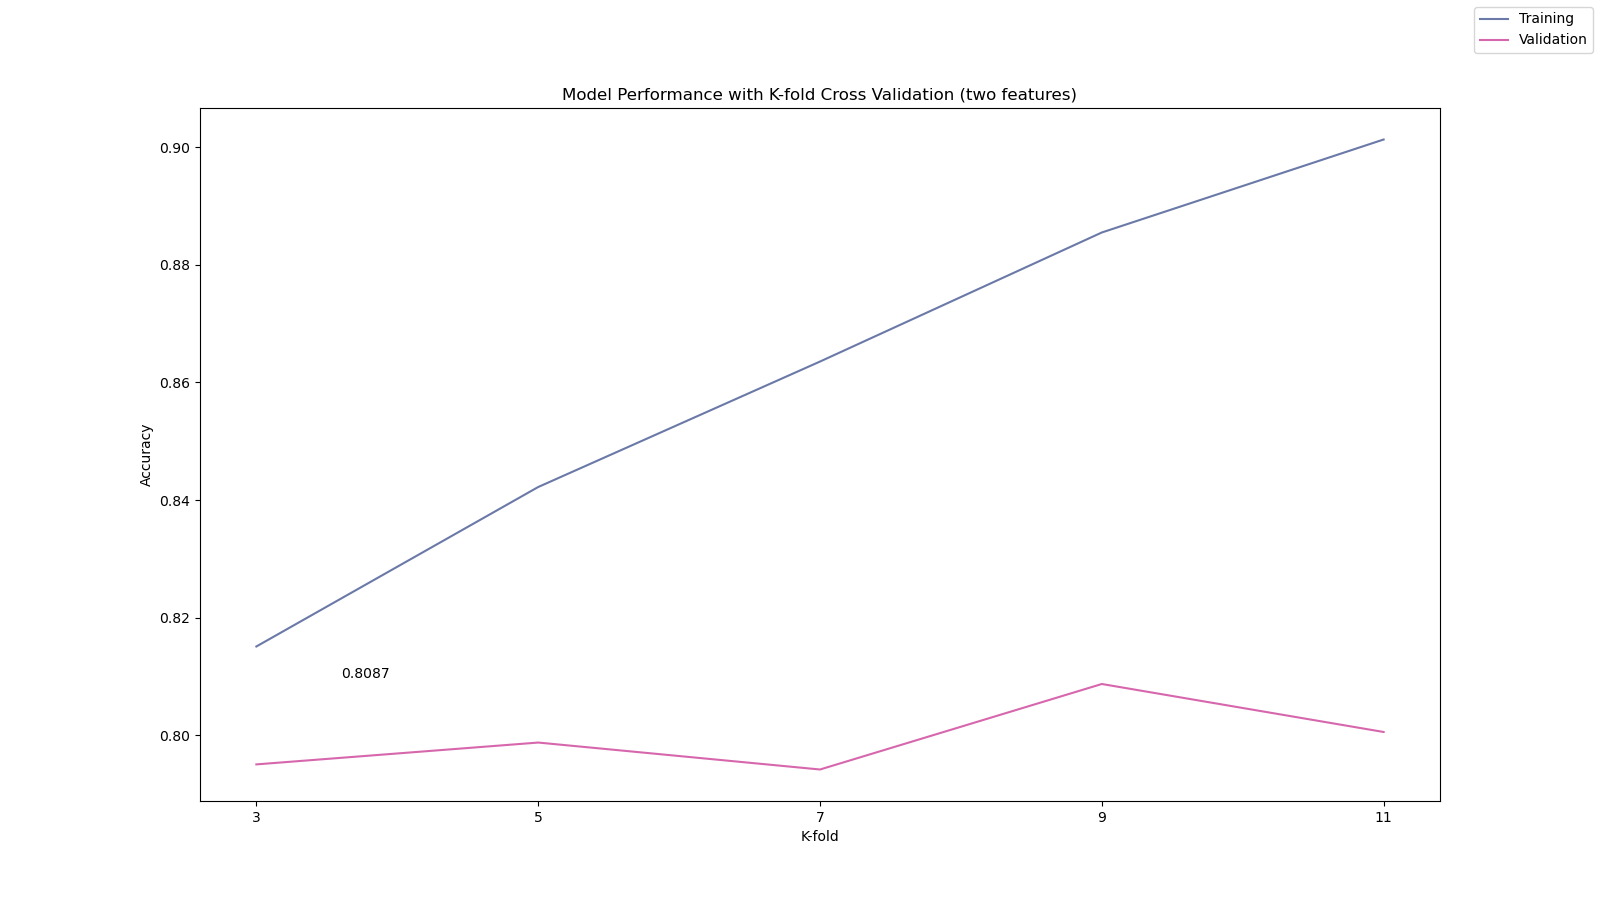 Training
Validation
Model Performance with K-fold Cross Validation (two features)
0.90
0.88
0.86
0.84
0.82
0.80
Accuracy
0.8087
3 5 7 9 11
K-fold